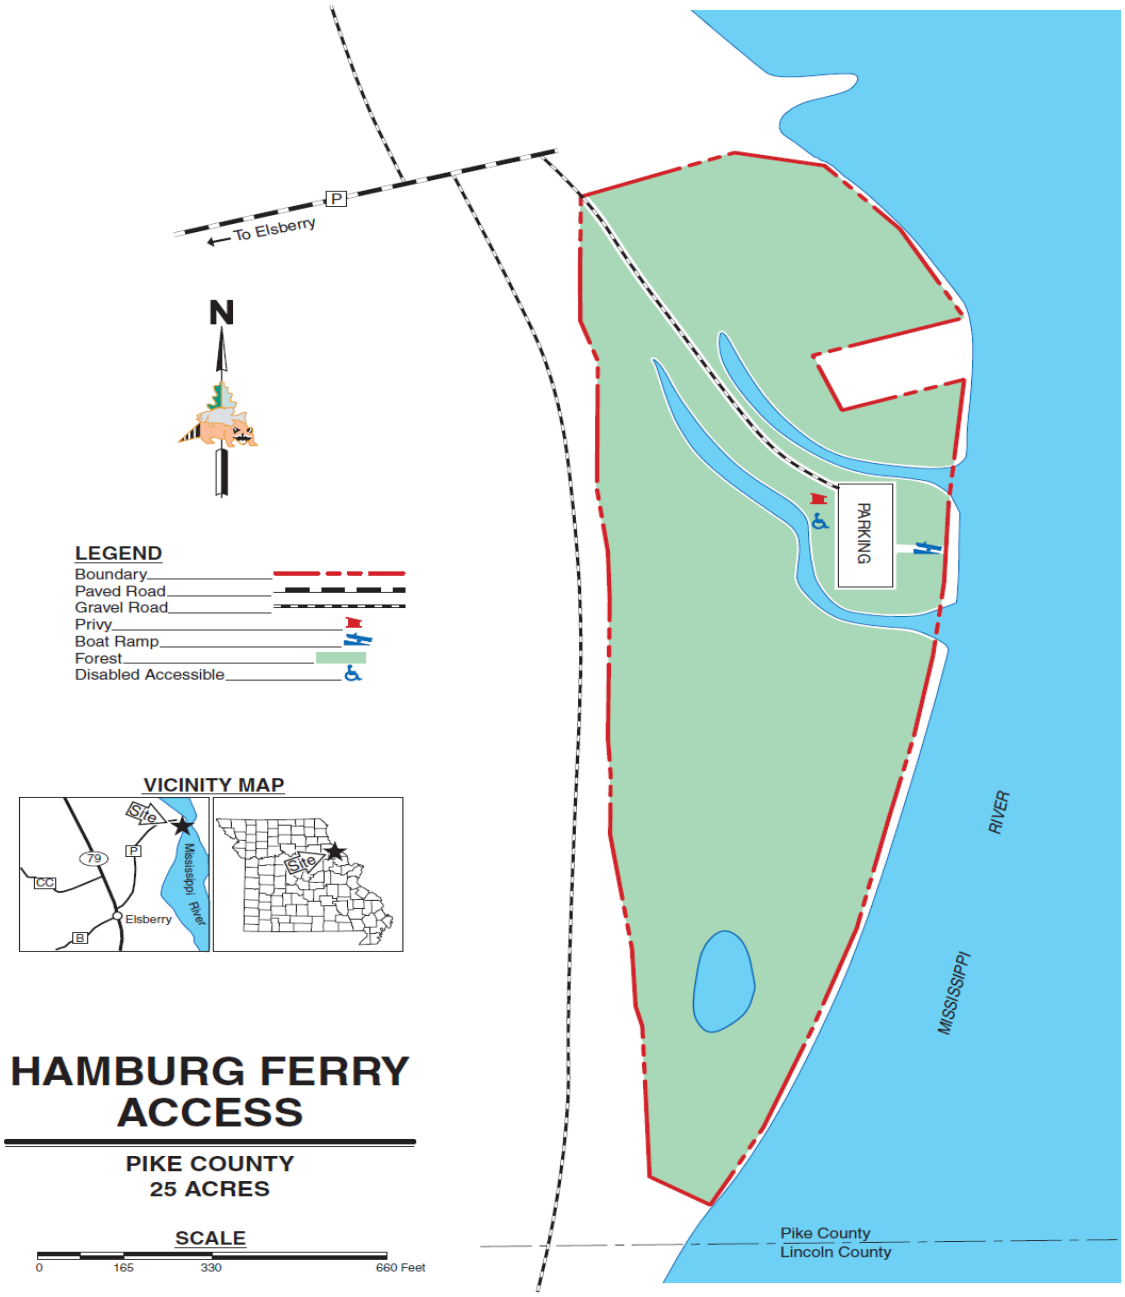 P
To Elsberry
N
PARKING
LEGEND
Boundary
Paved Road
Gravel Road
Privy
Boat Ramp
Forest
Disabled Accessible
RIVER
MISSISSIPPI
VICINITY MAP
Site
P
79
CC
Mississippi River
Elsberry
B
Site
HAMBURG FERRY
ACCESS
PIKE COUNTY
25 ACRES
SCALE
0 165 330 660 Feet
Pike County
Lincoln County